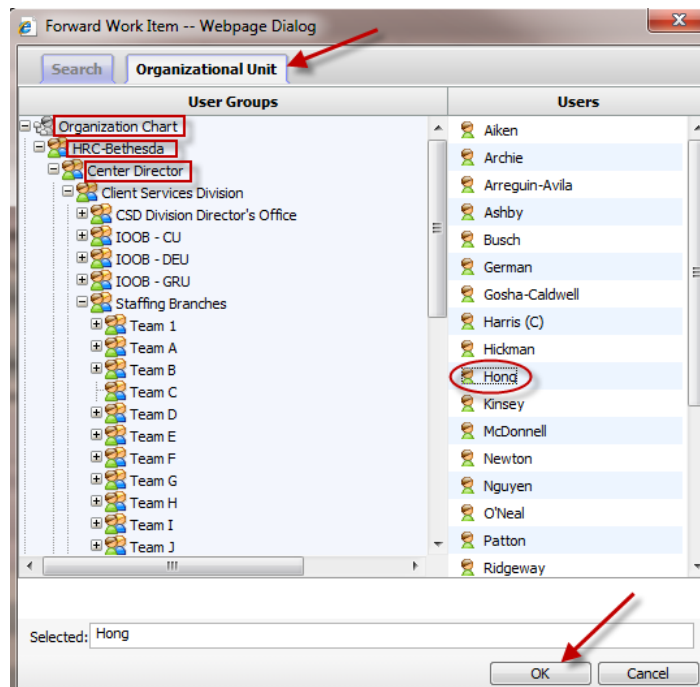 Forward Work Item -- Webpage Dialog
x
Search
Organizational Unit
User Groups
Users
Organization Chart
HRC-Bethesda
Center Director
Client Services Division
CSD Division Director's Office
IOOB - CU
IOOB - DEU
IOOB - GRU
Staffing Branches
Team 1
Team A
Team B
Team C
Team D
Team E
Team F
Team G
Team H
Team I
Team J
Aiken
Archie
Arreguin-Avila
Ashby
Busch
German
Gosha-Caldwell
Harris (C)
Hickman
Hong
Kinsey
McDonnell
Newton
Nguyen
O'Neal
Patton
Ridgeway
Selected: Hong
OK
Cancel